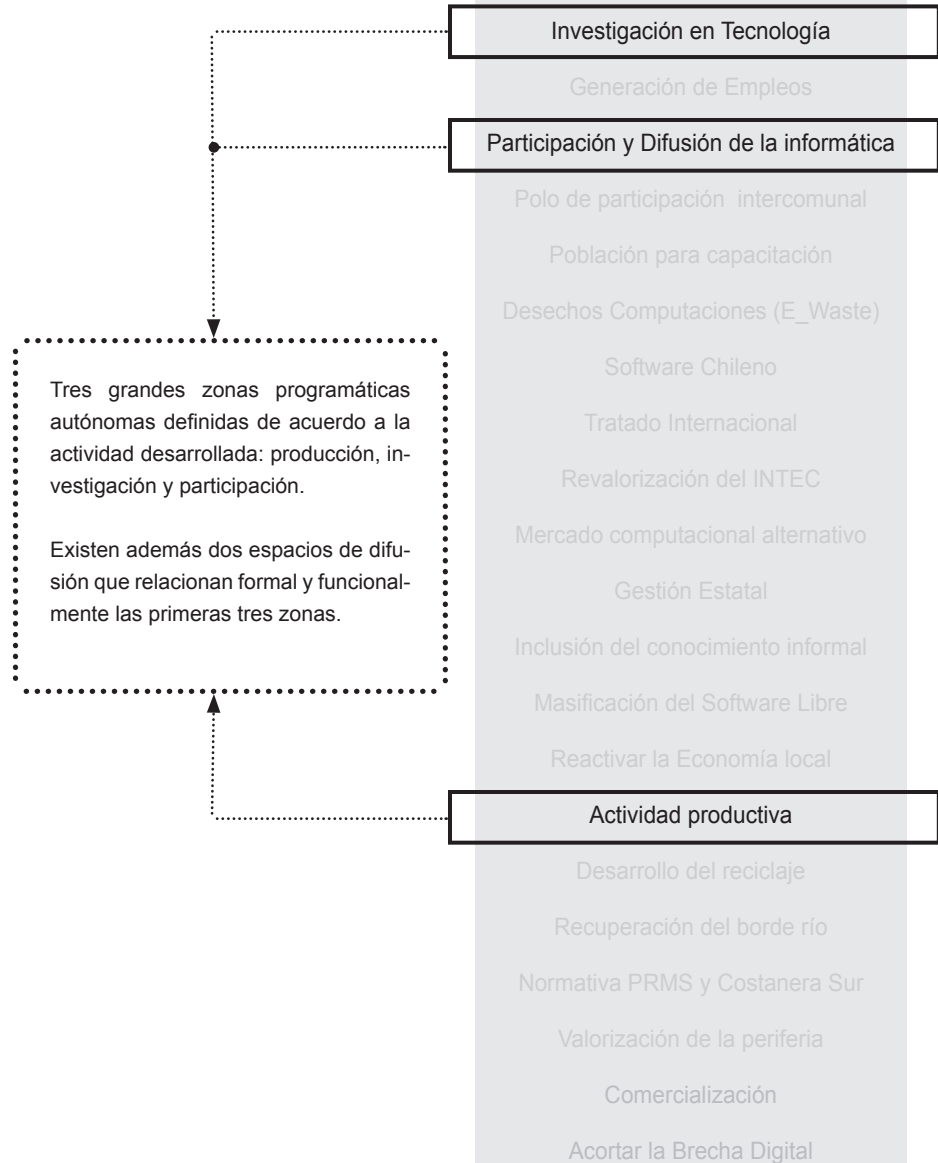 Investigación en Tecnología
Generación de Empleos
Participación y Difusión de la informática
Polo de participación intercomunal
Población para capacitación
Desechos Computaciones (E_Waste)
Software Chileno
Tratado Internacional
Revalorización del INTEC
Mercado computacional alternativo
Gestión Estatal
Inclusión del conocimiento informal
Masificación del Software Libre
Reactivar la Economía local
Actividad productiva
Desarrollo del reciclaje
Recuperación del borde río
Normativa PRMS y Costanera Sur
Valorización de la periferia
Comercialización
Acortar la Brecha Digital
Tres grandes zonas programáticas
autónomas definidas de acuerdo a la
actividad desarrollada: producción, in-
vestigación y participación.
Existen además dos espacios de difu-
sión que relacionan formal y funcional-
mente las primeras tres zonas.